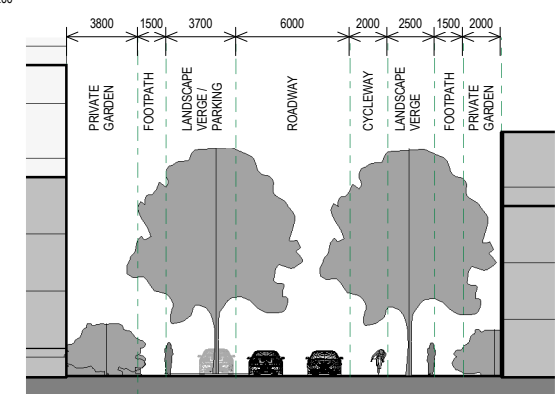 3800 1500 3700 6000 2000 2500 1500 2000
PRIVATE
GARDEN
FOOTPATH
LANDSCAPE
VERGE /
PARKING
ROADWAY
CYCLEWAY
LANDSCAPE
VERGE
FOOTPATH
PRIVATE
GARDEN